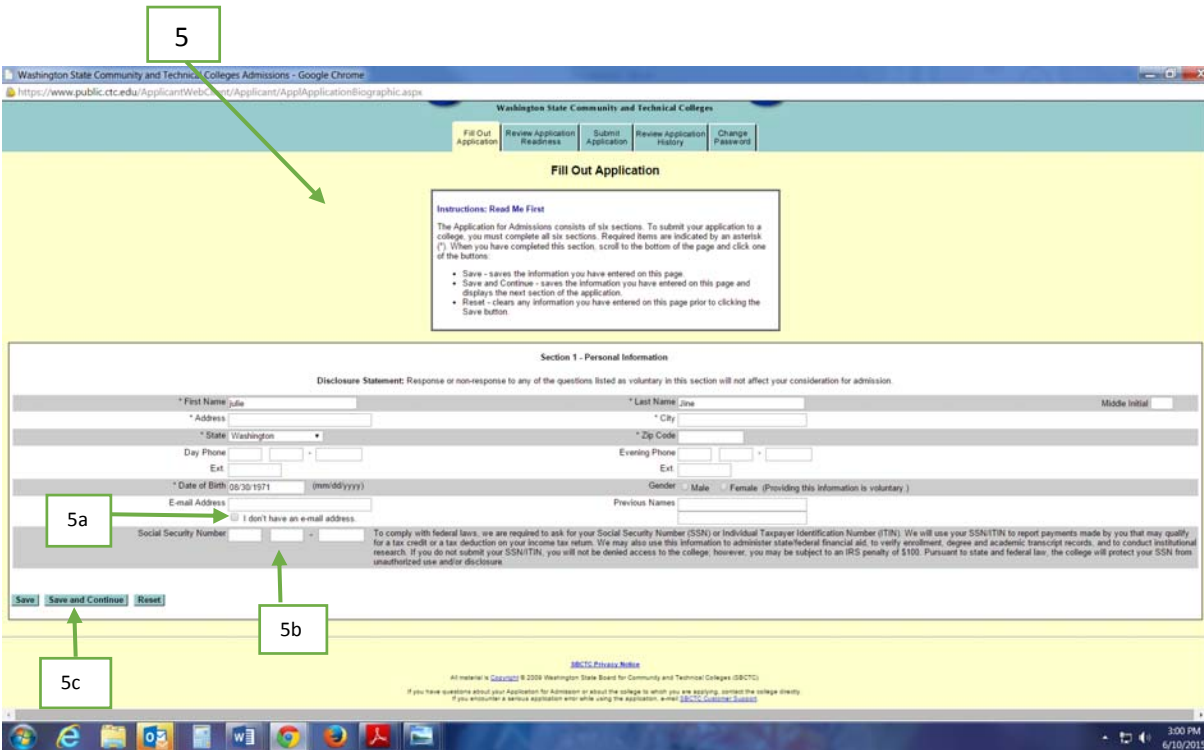 5
Washington State Community and Technical Colleges Admissions - Google Chrome
https://www.public.ctc.edu/ApplicantWebClient/Applicant/ApplApplicationBiographic.aspx
Washington State Community and Technical Colleges
Fill Out Application
Review Application Readiness
Submit Application
Review Application History
Change Password
Fill Out Application
Instructions: Read Me First
The Application for Admissions consists of six sections. To submit your application to a
college, you must complete all six sections. Required items are indicated by an asterisk
(*). When you have completed this section, scroll to the bottom of the page and click one
of the buttons:
• Save - saves the information you have entered on this page.
• Save and Continue - saves the information you have entered on this page and
displays the next section of the application.
• Reset - clears any information you have entered on this page prior to clicking the
Save button.
Section 1 - Personal Information
Disclosure Statement: Response or non-response to any of the questions listed as voluntary in this section will not affect your consideration for admission.
* First Name julie * Last Name Jine Middle Initial
* Address * City
* State Washington * Zip Code
Day Phone - Evening Phone -
Ext. Ext.
* Date of Birth 08/30/1971 (mm/dd/yyyy) Gender Male Female (Providing this information is voluntary.)
E-mail Address Previous Names
5a
I don't have an e-mail address.
Social Security Number - To comply with federal laws, we are required to ask for your Social Security Number (SSN) or Individual Taxpayer Identification Number (ITIN). We will use your SSN/ITIN to report payments made by you that may qualify
for a tax credit or a tax deduction on your income tax return. We may also use this information to administer state/federal financial aid, to verify enrollment, degree and academic transcript records, and to conduct institutional
research. If you do not submit your SSN/ITIN, you will not be denied access to the college; however, you may be subject to an IRS penalty of $100. Pursuant to state and federal law, the college will protect your SSN from
unauthorized use and/or disclosure.
Save Save and Continue Reset
5b
5c
SBCTC Privacy Notice
All material is Copyright © 2009 Washington State Board for Community and Technical Colleges (SBCTC)
If you have questions about your Application for Admission or about the college to which you are applying, contact the college directly.
If you encounter a serious application error while using the application, e-mail SBCTC Customer Support.
3:00 PM